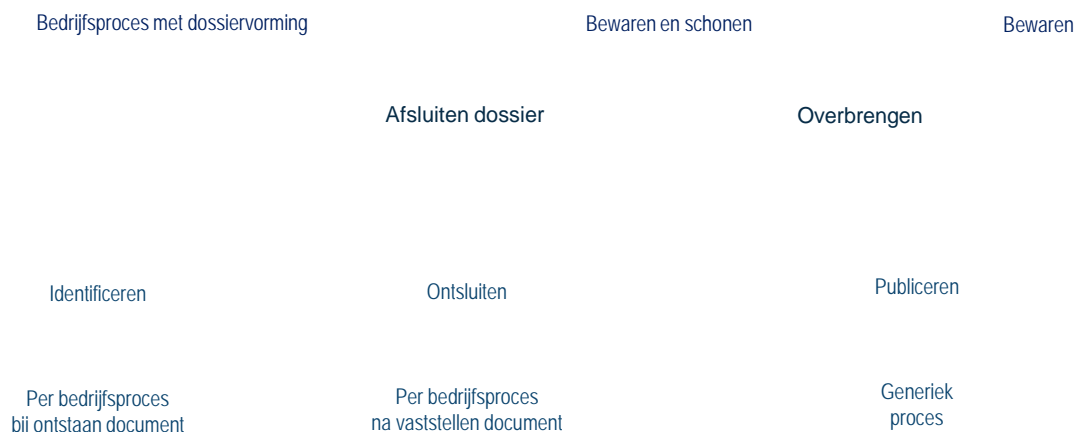 Bedrijfsproces met dossiervorming
Bewaren en schonen
Bewaren
Afsluiten dossier
Overbrengen
Identificeren
Ontsluiten
Publiceren
Per bedrijfsproces
bij ontstaan document
Per bedrijfsproces
na vaststellen document
Generiek
proces